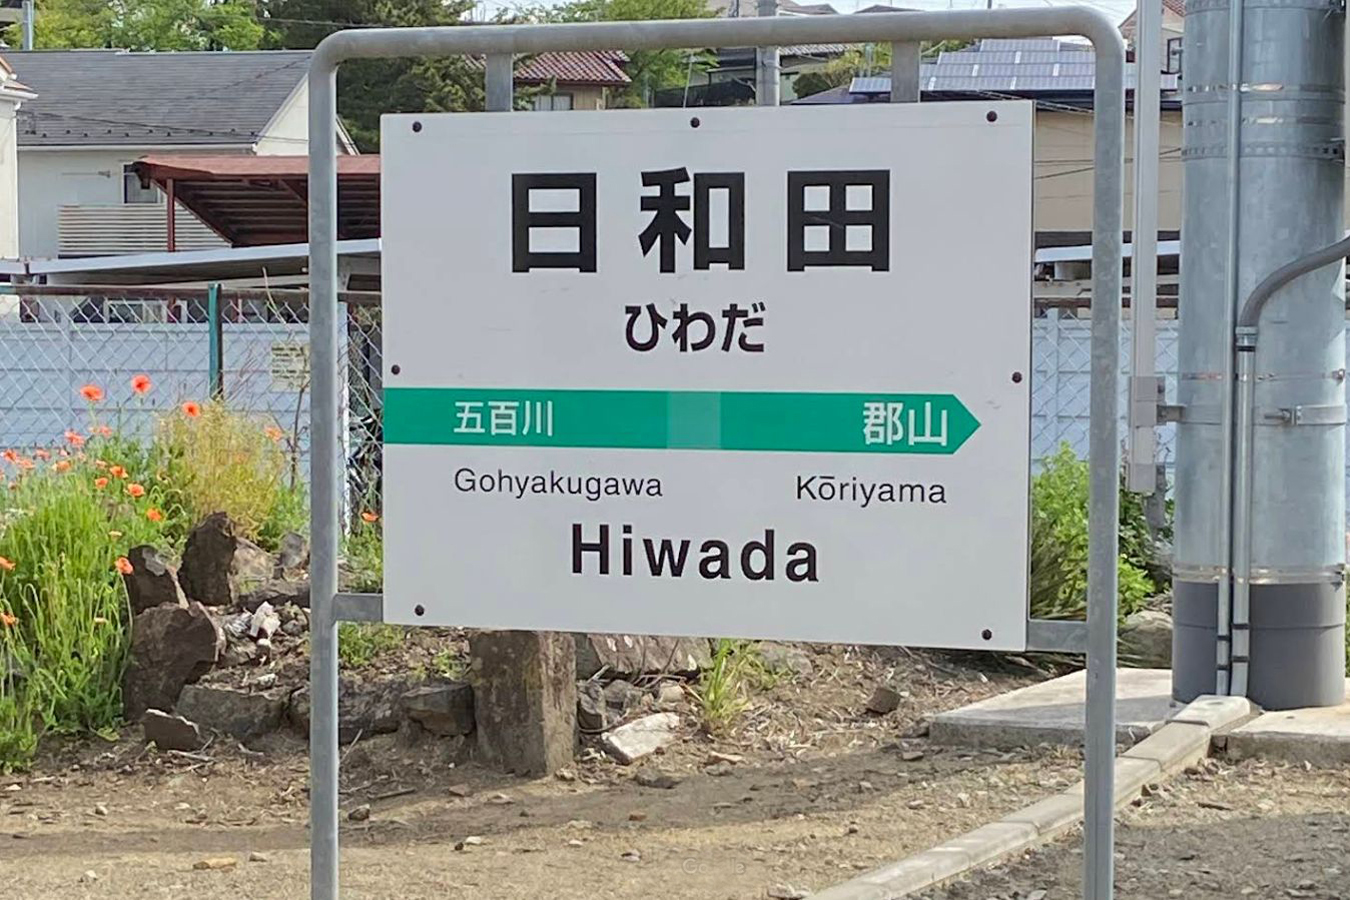 日和田
ひわだ
五百川 郡山
Gohyakugawa Kōriyama
Hiwada